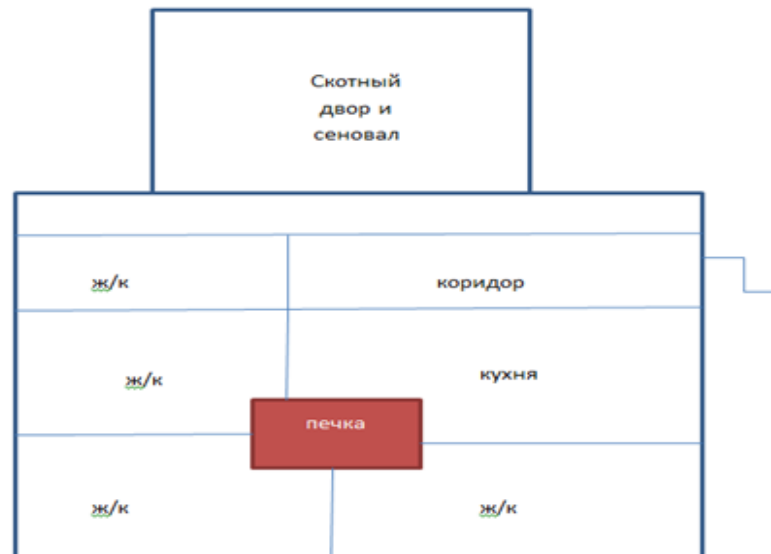 Скотный
двор и
сеновал
ж/к
коридор
ж/к
кухня
печка
ж/к
ж/к